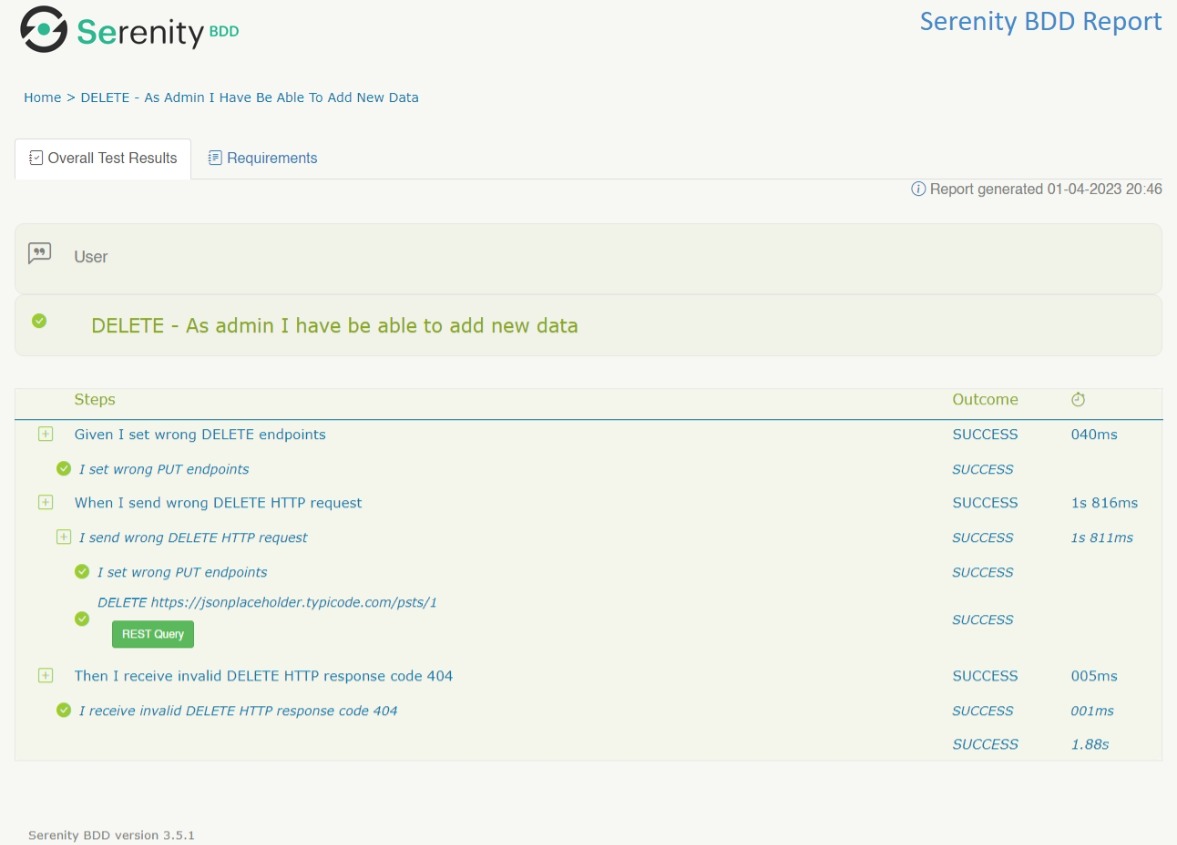 Serenity BDD
Serenity BDD Report
Home > DELETE - As Admin I Have Be Able To Add New Data
Overall Test Results
Requirements
Report generated 01-04-2023 20:46
User
DELETE - As admin I have be able to add new data
Steps Outcome
Given I set wrong DELETE endpoints SUCCESS 040ms
I set wrong PUT endpoints SUCCESS
When I send wrong DELETE HTTP request SUCCESS 1s 816ms
I send wrong DELETE HTTP request SUCCESS 1s 811ms
I set wrong PUT endpoints SUCCESS
DELETE https://jsonplaceholder.typicode.com/psts/1
SUCCESS
REST Query
Then I receive invalid DELETE HTTP response code 404 SUCCESS 005ms
I receive invalid DELETE HTTP response code 404 SUCCESS 001ms
SUCCESS 1.88s
Serenity BDD version 3.5.1